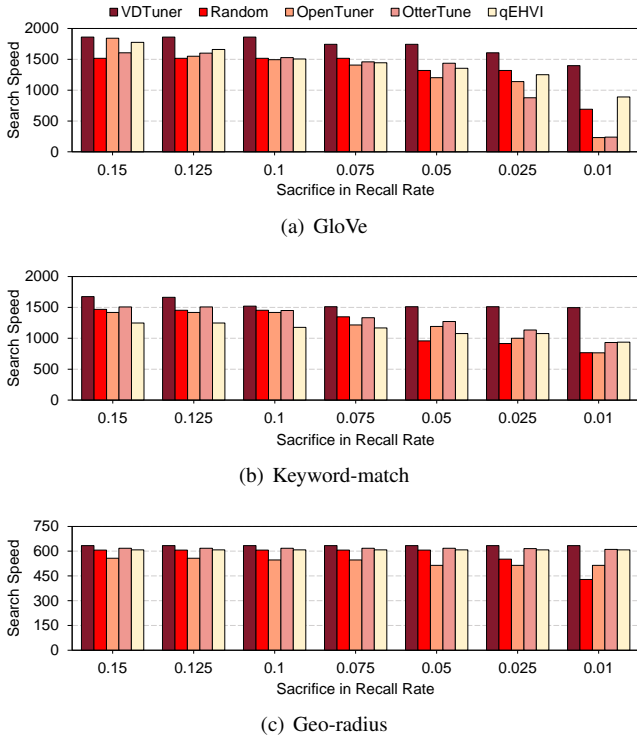 VDTuner Random OpenTuner OtterTune qEHVI
Search Speed
2000
1500
1000
500
0
0.15 0.125 0.1 0.075 0.05 0.025 0.01
Sacrifice in Recall Rate
(a) GloVe
Search Speed
2000
1500
1000
500
0
0.15 0.125 0.1 0.075 0.05 0.025 0.01
Sacrifice in Recall Rate
(b) Keyword-match
Search Speed
750
600
450
300
150
0
0.15 0.125 0.1 0.075 0.05 0.025 0.01
Sacrifice in Recall Rate
(c) Geo-radius